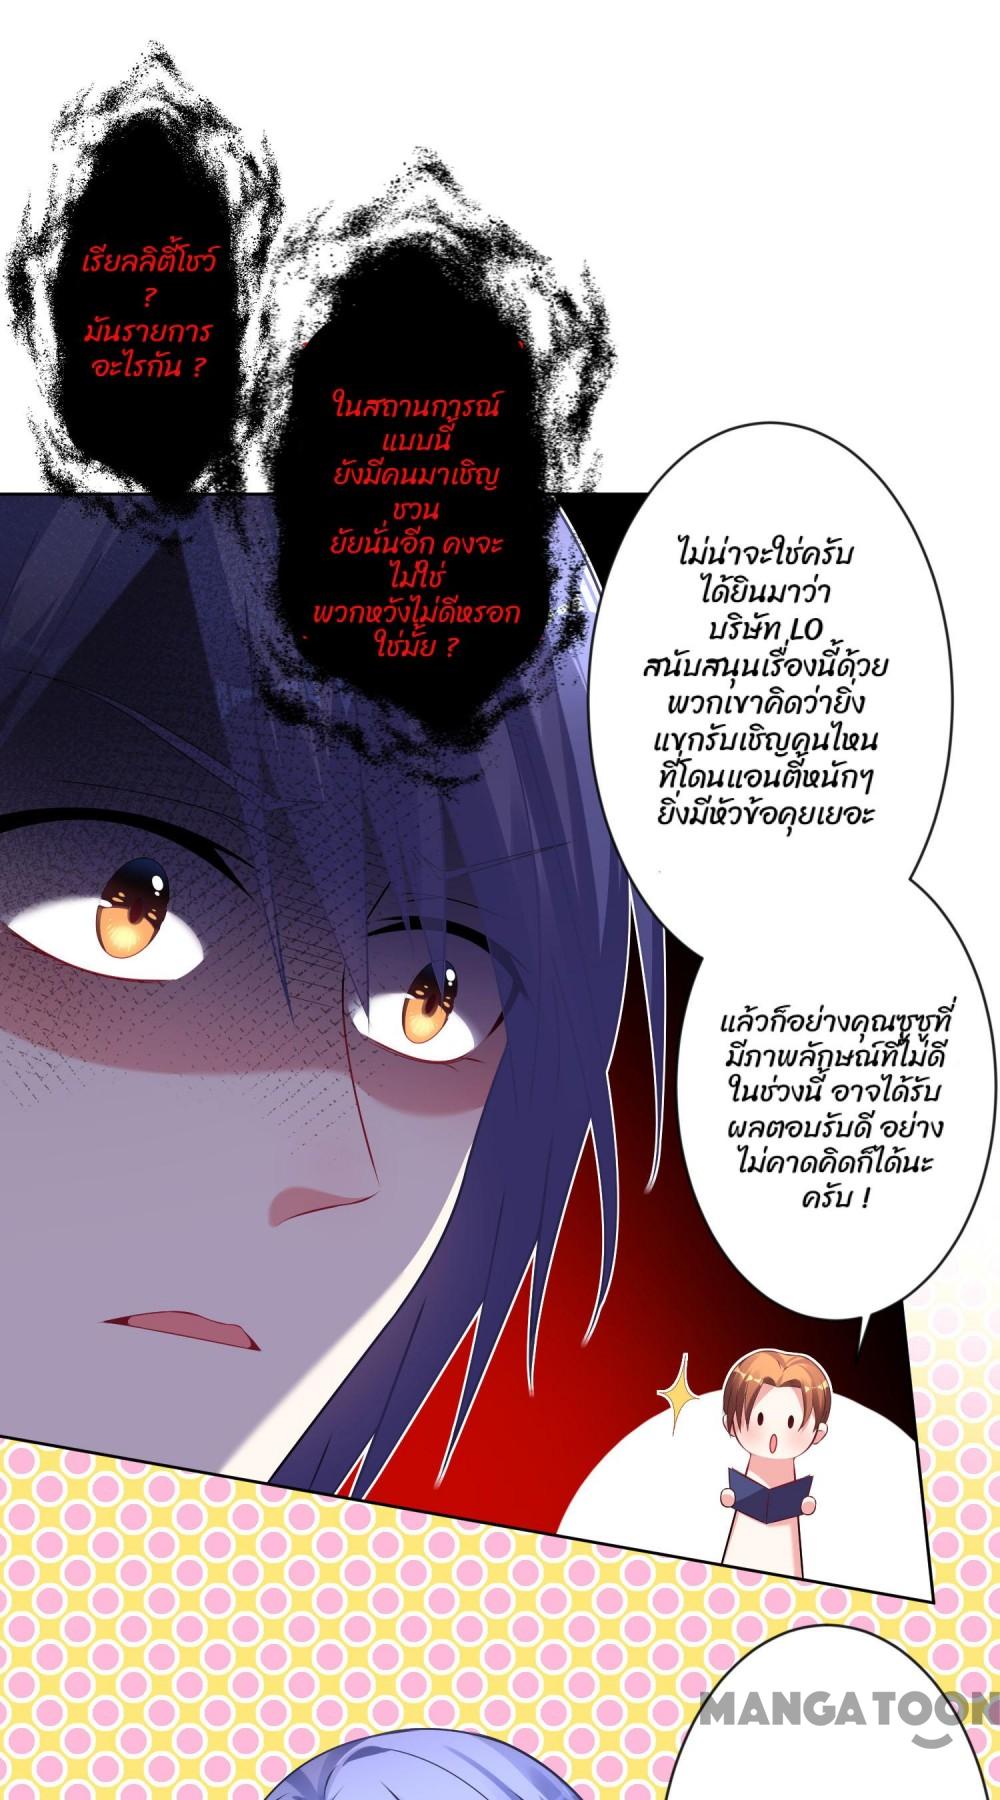 เรียลลิตี้โชว์
?
มันรายการ
อะไรกัน ?
ในสถานการณ์
แบบนี้
ยังมีคนมาเชิญ
ชวน
ยัยนั่นอีก คงจะ
ไม่ใช่
พวกหวังไม่ดีหรอก
ใช่มั้ย ?
ไม่น่าจะใช่ครับ
ได้ยินมาว่า
บริษัท LO
สนับสนุนเรื่องนี้ด้วย
พวกเขาคิดว่ายิ่ง
แขกรับเชิญคนไหน
ที่โดนแอนตี้หนักๆ
ยิ่งมีหัวข้อคุยเยอะ
แล้วก็อย่างคุณซูซูที่
มีภาพลักษณ์ที่ไม่ดี
ในช่วงนี้ อาจได้รับ
ผลตอบรับดี อย่าง
ไม่คาดคิดก็ได้นะ
ครับ !
MANGATOON